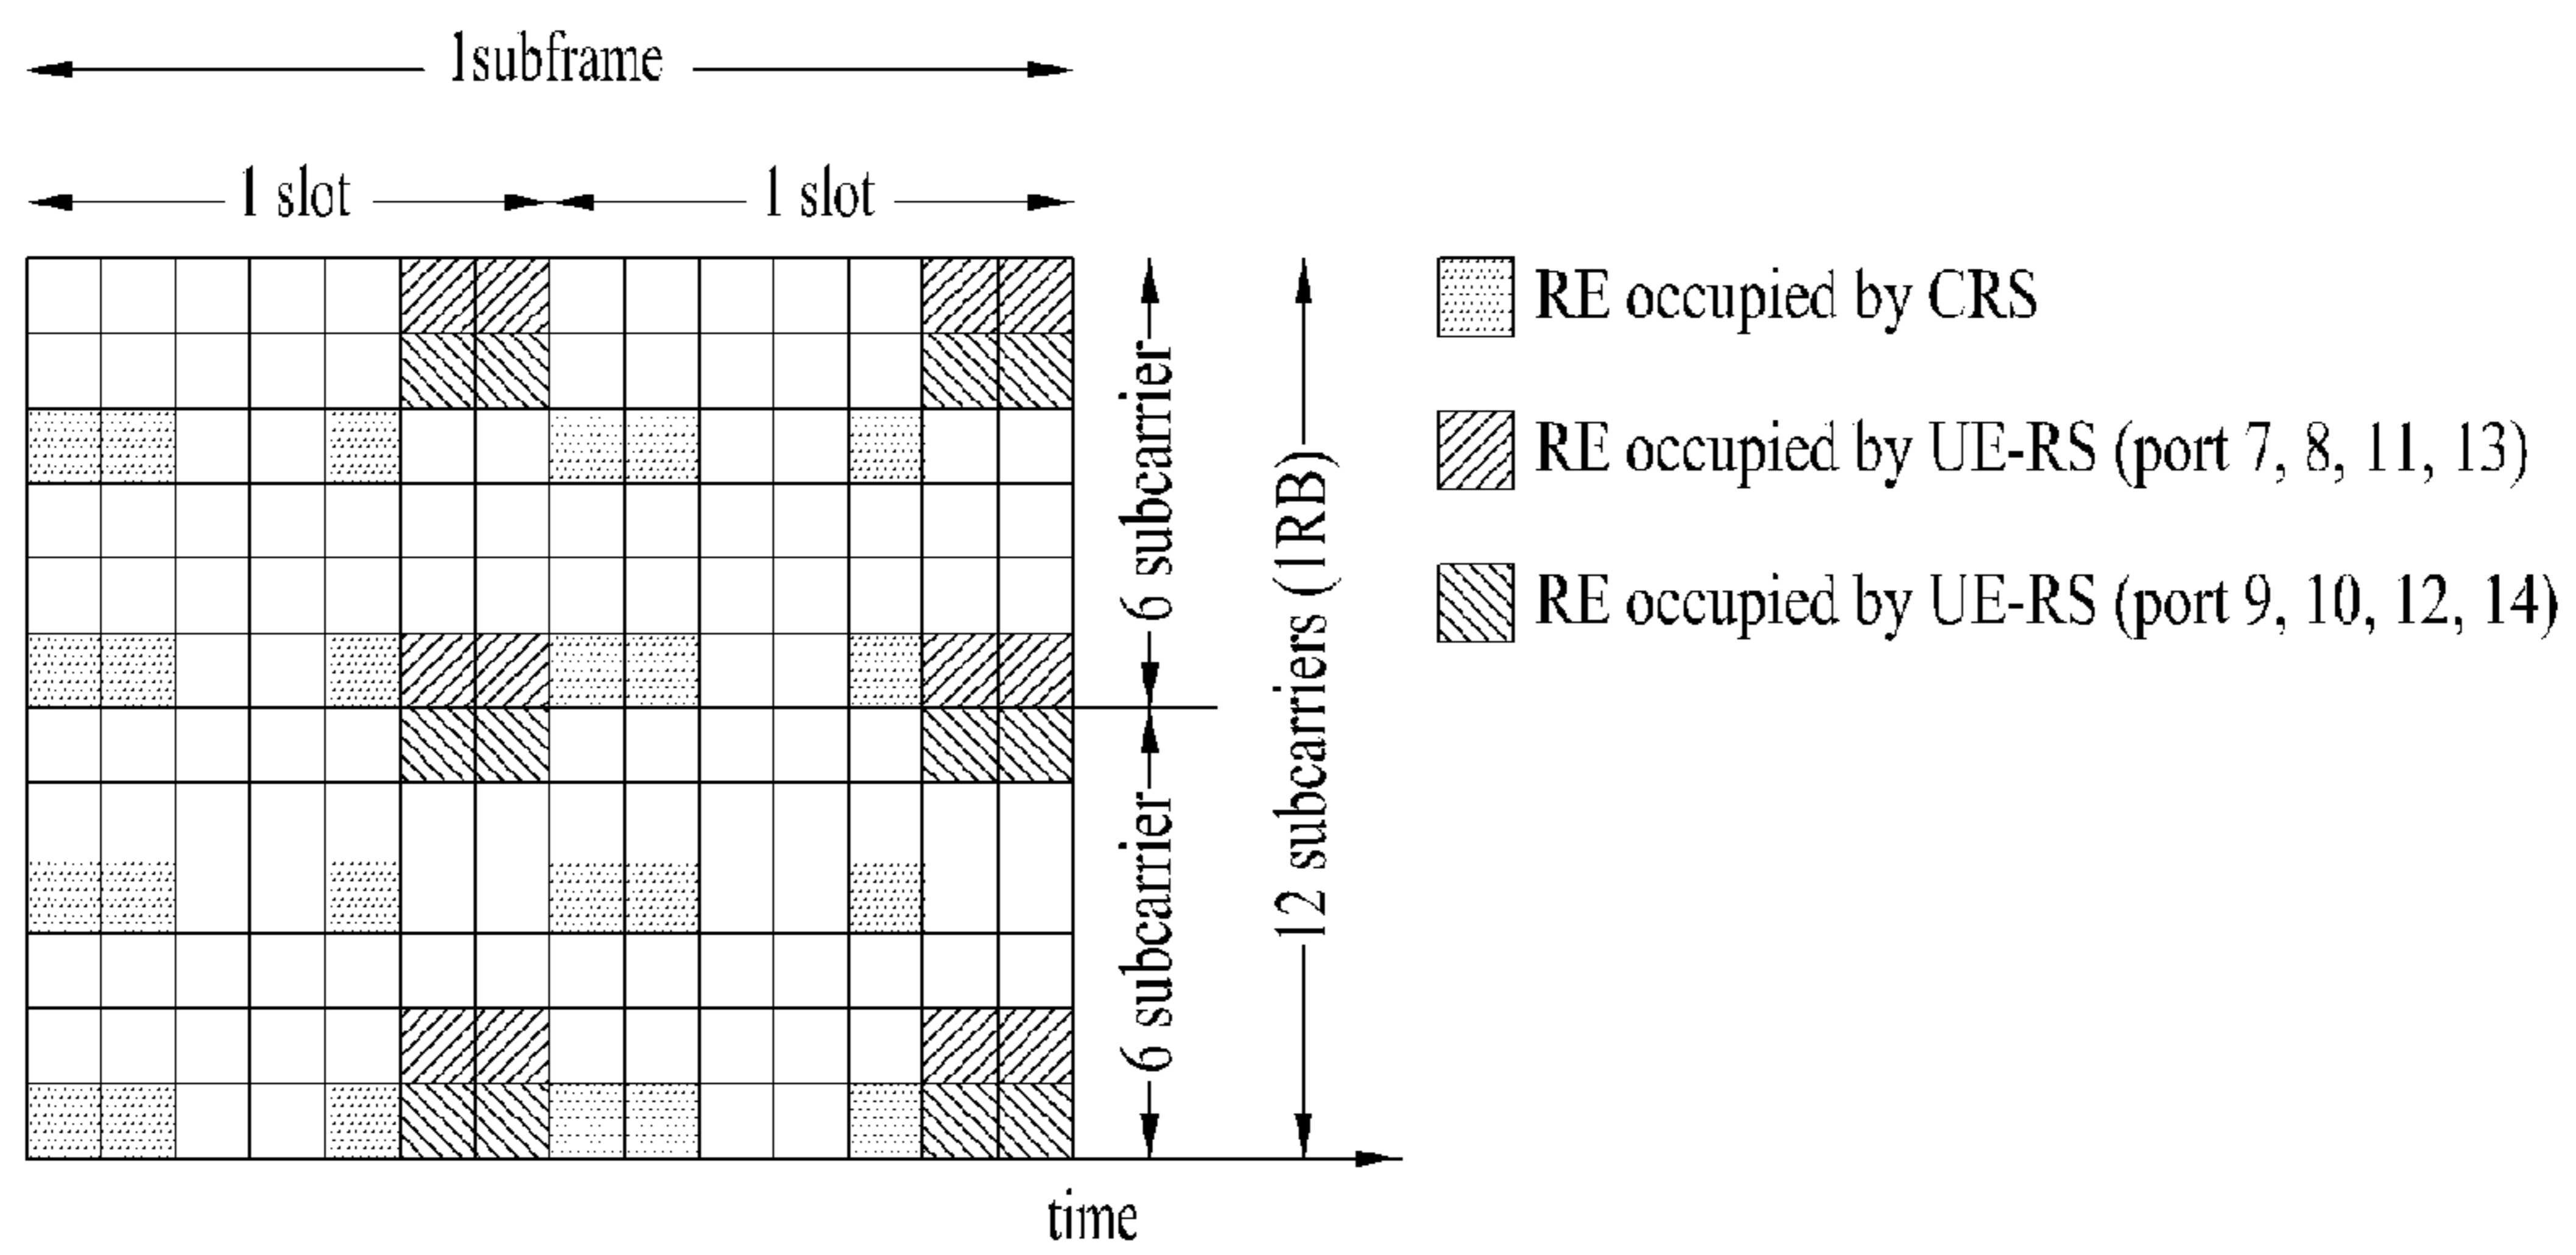 1subframe
1 slot
1 slot
6 subcarrier
6 subcarrier
12 subcarriers (1RB)
time
RE occupied by CRS
RE occupied by UE-RS (port 7, 8, 11, 13)
RE occupied by UE-RS (port 9, 10, 12, 14)